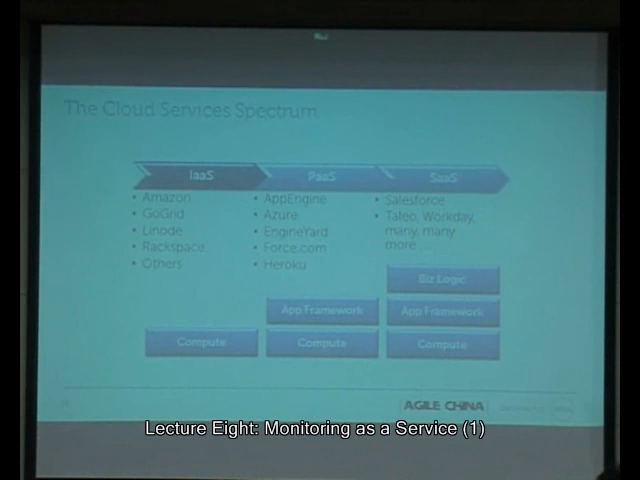 The Cloud Services Spectrum
IaaS
PaaS
SaaS
• Amazon
• GoGrid
• Linode
• Rackspace
• Others
• AppEngine
• Azure
• EngineYard
• Force.com
• Heroku
• Salesforce
• Taleo, Workday,
many, many
more...
Biz Logic
App Framework
App Framework
Compute
Compute
Compute
AGILE CHINA
Lecture Eight: Monitoring as a Service (1)